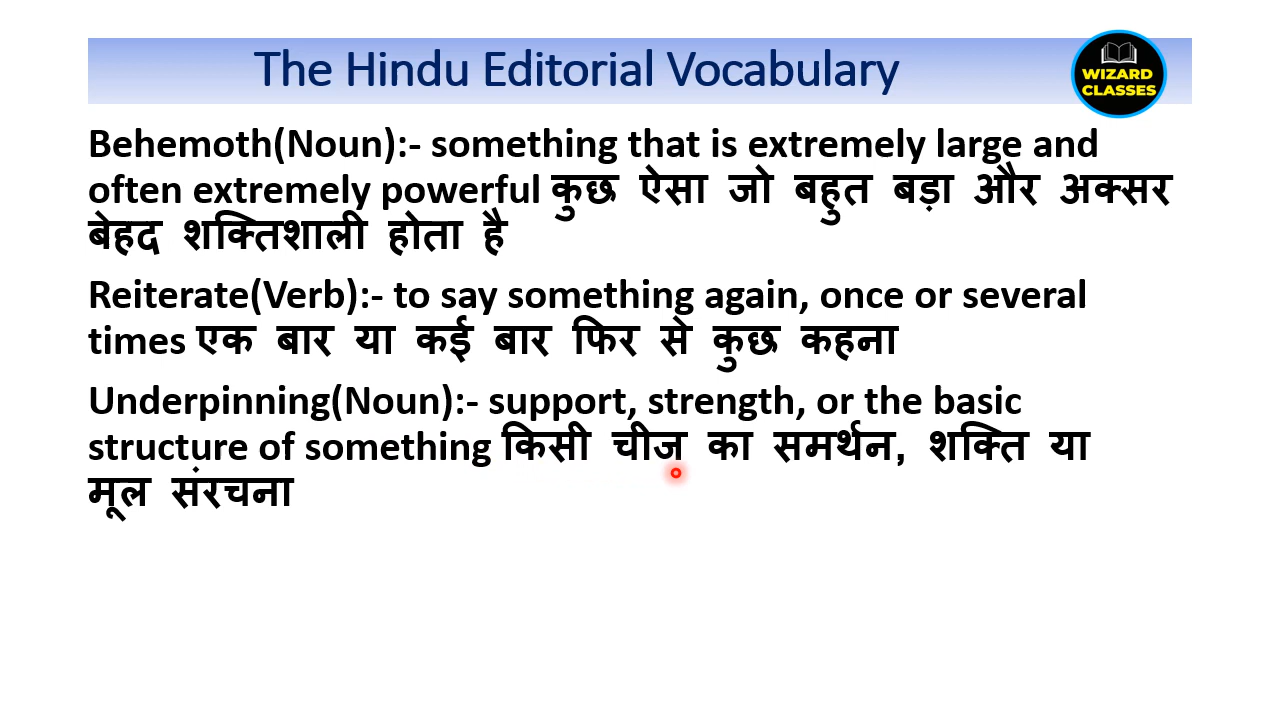 The Hindu Editorial Vocabulary
WIZARD
CLASSES
Behemoth(Noun):- something that is extremely large and
often extremely powerful कुछ ऐसा जो बहुत बड़ा और अक्सर
बेहद शक्तिशाली होता है
Reiterate(Verb):- to say something again, once or several
times एक बार या कई बार फिर से कुछ कहना
Underpinning(Noun):- support, strength, or the basic
structure of something किसी चीज का समर्थन, शक्ति या
मूल संरचना